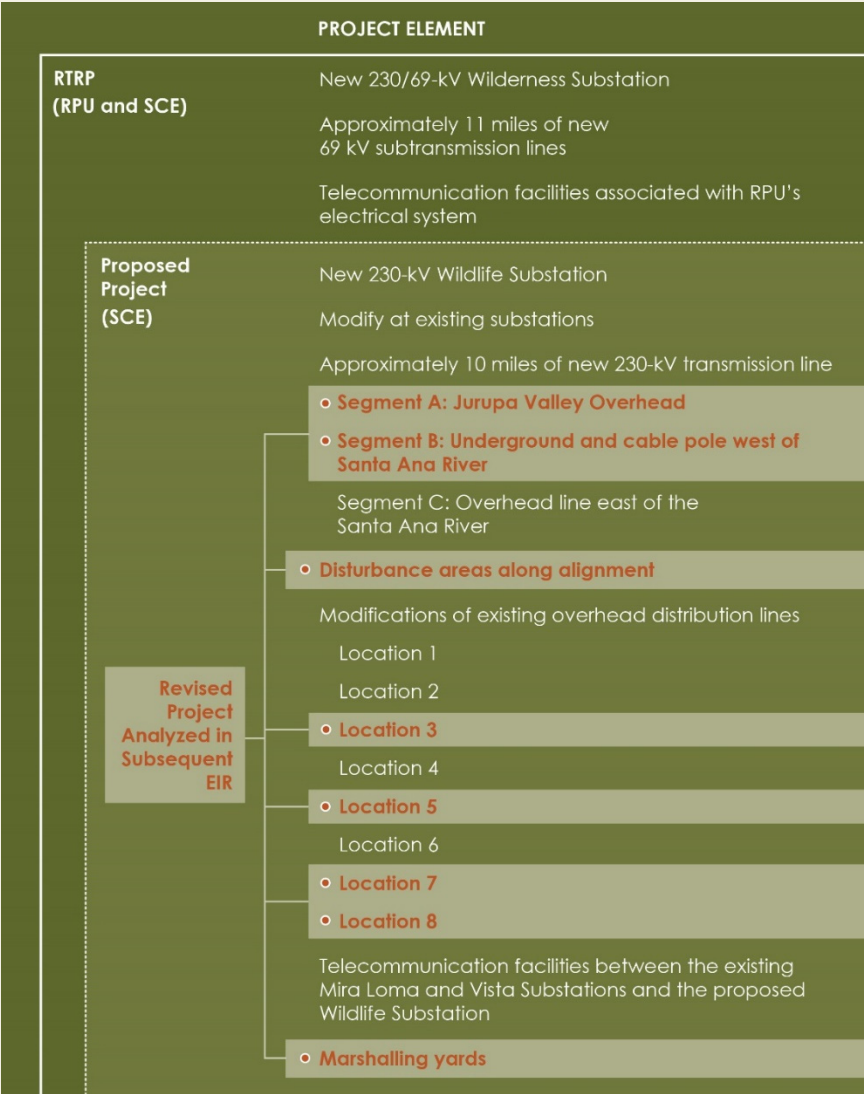 PROJECT ELEMENT
RTRP
(RPU and SCE)
New 230/69-kV Wilderness Substation
Approximately 11 miles of new
69 kV subtransmission lines
Telecommunication facilities associated with RPU's
electrical system
Proposed
Project
(SCE)
New 230-kV Wildlife Substation
Modify at existing substations
Approximately 10 miles of new 230-kV transmission line
Segment A: Jurupa Valley Overhead
Segment B: Underground and cable pole west of
Santa Ana River
Segment C: Overhead line east of the
Santa Ana River
Disturbance areas along alignment
Modifications of existing overhead distribution lines
Location 1
Location 2
Revised
Project
Analyzed in
Subsequent
EIR
Location 3
Location 4
Location 5
Location 6
Location 7
Location 8
Telecommunication facilities between the existing
Mira Loma and Vista Substations and the proposed
Wildlife Substation
Marshalling yards